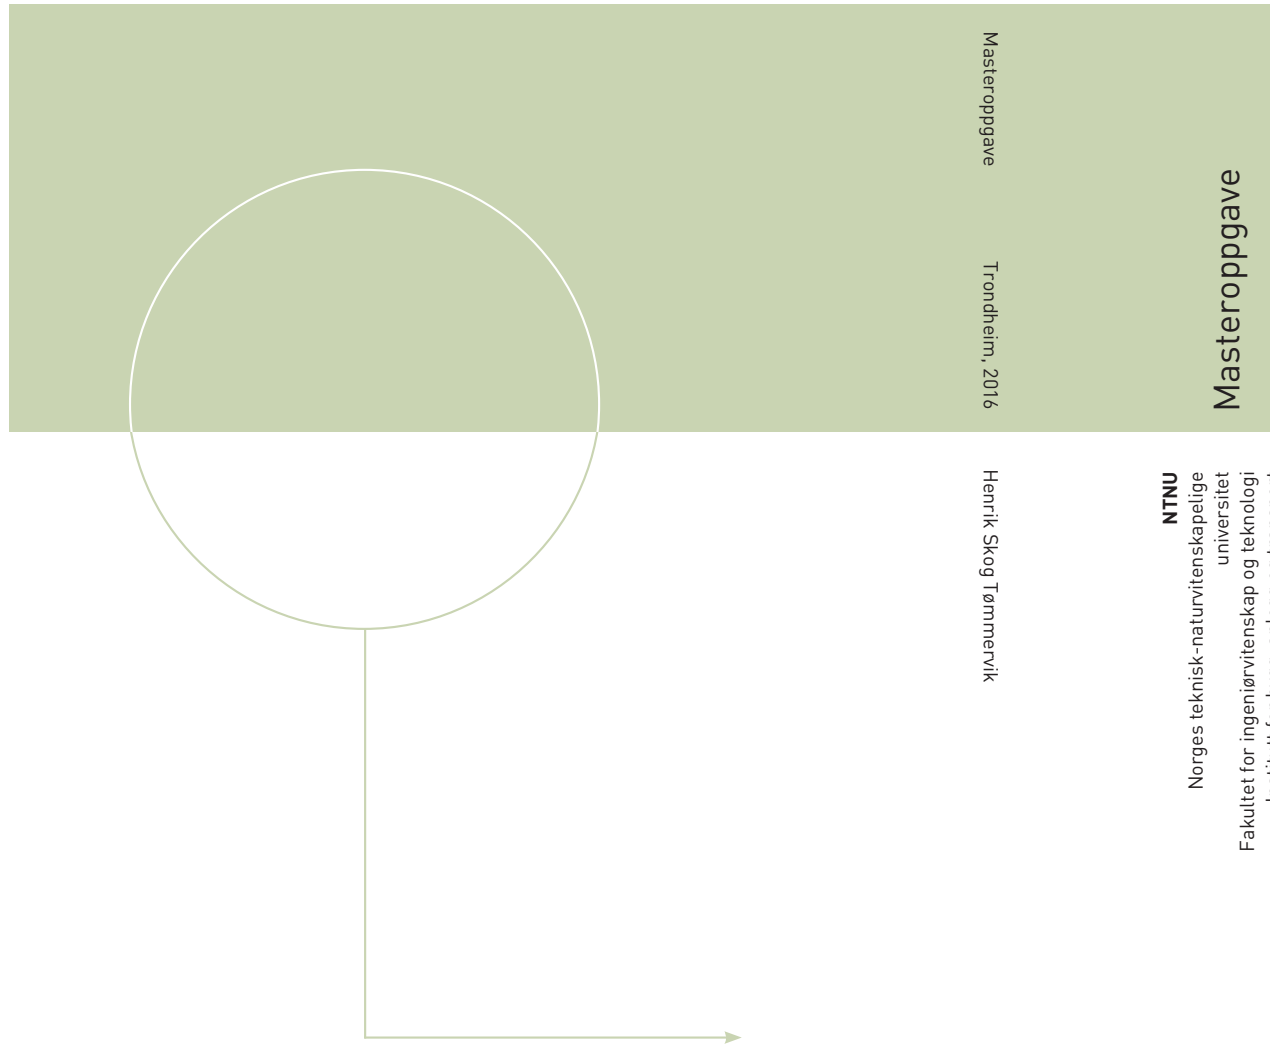 Masteroppgave
Trondheim, 2016
Henrik Skog Tømmervik
Masteroppgave
NTNU
Norges teknisk-naturvitenskapelige
universitet
Fakultet for ingeniørvitenskap og teknologi